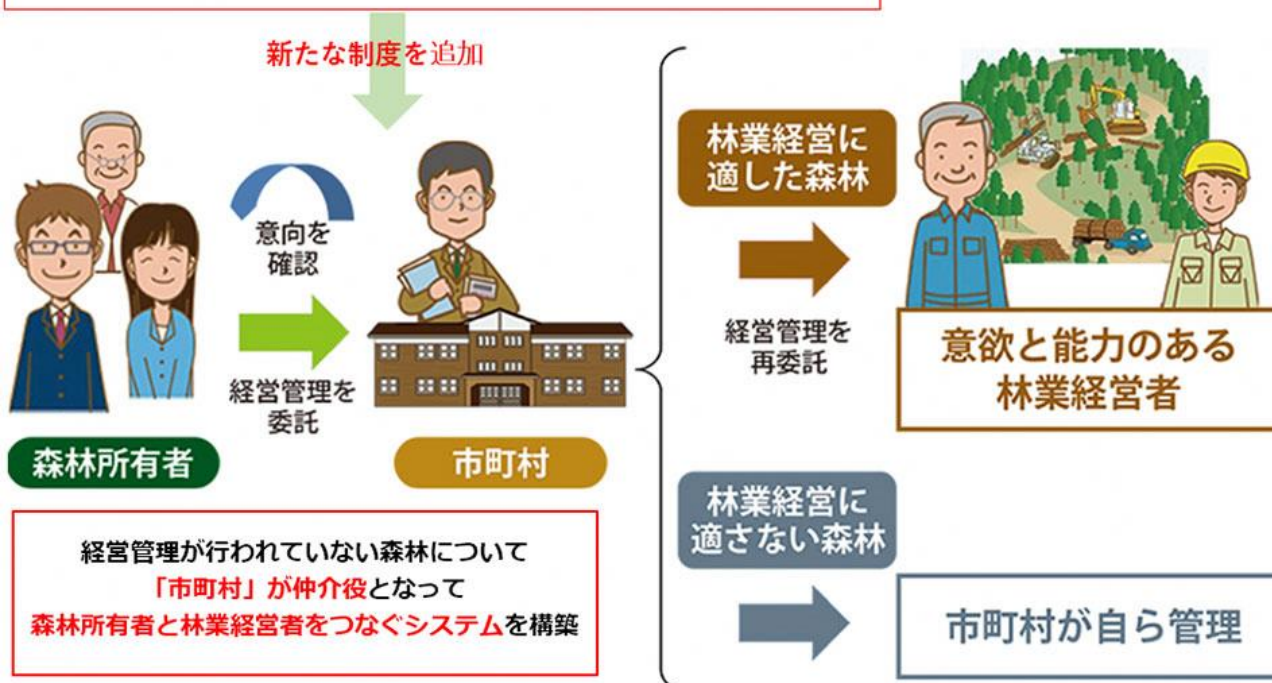 新たな制度を追加
意向を
確認
経営管理を
委託
森林所有者
市町村
経営管理が行われていない森林について
「市町村」が仲介役となって
森林所有者と林業経営者をつなぐシステムを構築
林業経営に
適した森林
経営管理を
再委託
意欲と能力のある
林業経営者
林業経営に
適さない森林
市町村が自ら管理